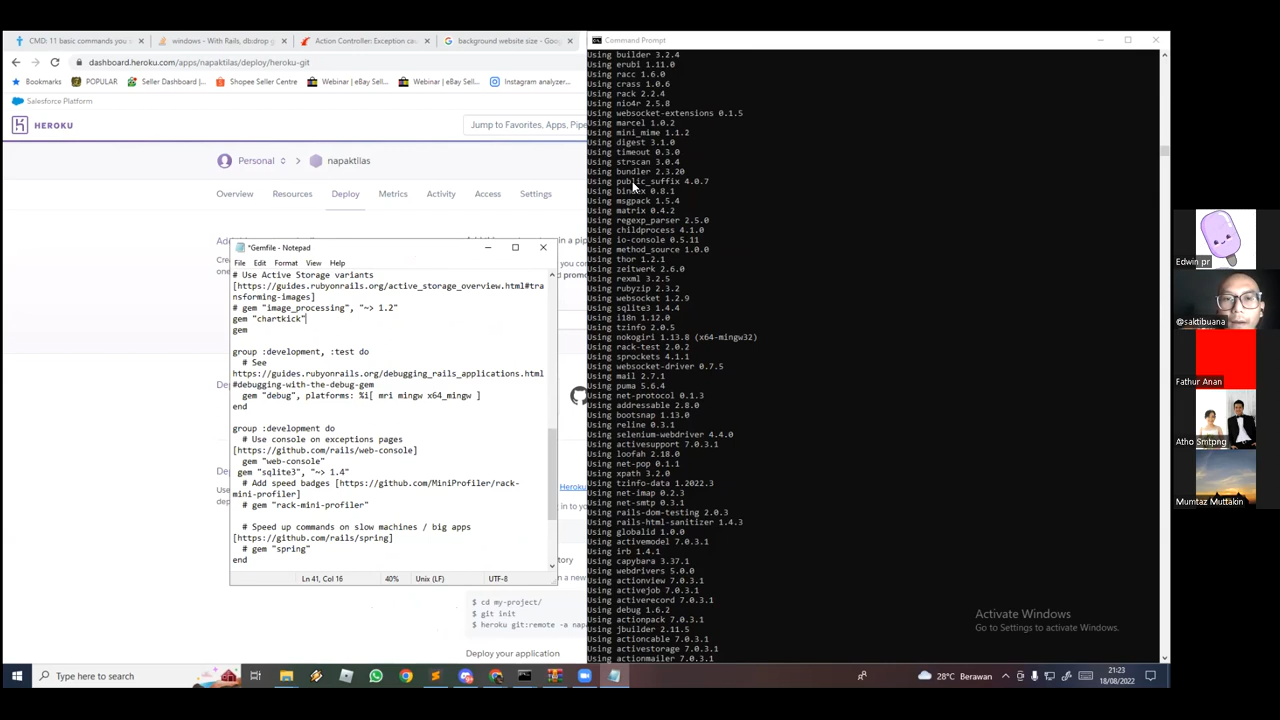 CMD: 11 basic commands you s
windows - With Rails, db:drop g
Action Controller: Exception ca
background website size - Goo
dashboard.heroku.com/apps/napaktilas/deploy/heroku-git
Bookmarks
POPULAR
Seller Dashboard |...
Shopee Seller Centre
Webinar | Ecwid by...
Webinar | Ecwid by...
Instagram analyzer...
Salesforce Platform
HEROKU
Jump to Favorites, Apps, Pipe
Personal
napaktilas
Overview
Resources
Deploy
Metrics
Activity
Access
Settings
*Gemfile - Notepad
File Edit Format View Help
# Use Active Storage variants
[https://guides.rubyonrails.org/active_storage_overview.html#tra
nsforming-images]
# gem "image_processing", "~> 1.2"
gem "chartkick"
gem
group :development, :test do
# See
https://guides.rubyonrails.org/debugging_rails_applications.html
#debugging-with-the-debug-gem
gem "debug", platforms: %i[ mri mingw x64_mingw ]
end
group :development do
# Use console on exceptions pages
[https://github.com/rails/web-console]
gem "web-console"
gem "sqlite3", "~> 1.4"
# Add speed badges [https://github.com/MiniProfiler/rack-
mini-profiler]
# gem "rack-mini-profiler"
# Speed up commands on slow machines / big apps
[https://github.com/rails/spring]
# gem "spring"
end
Ln 41, Col 16
40%
Unix (LF)
UTF-8
Heroku
in to you
in a new
$ cd my-project/
$ git init
$ heroku git:remote -a nap
Deploy your application
Command Prompt
Using builder 3.2.4
Using erubi 1.11.0
Using racc 1.6.0
Using crass 1.0.6
Using rack 2.2.4
Using nio4r 2.5.8
Using websocket-extensions 0.1.5
Using marcel 1.0.2
Using mini_mime 1.1.2
Using digest 3.1.0
Using timeout 0.3.0
Using strscan 3.0.4
Using bundler 2.3.20
Using public_suffix 4.0.7
Using bindex 0.8.1
Using msgpack 1.5.4
Using matrix 0.4.2
Using regexp_parser 2.5.0
Using childprocess 4.1.0
Using io-console 0.5.11
Using method_source 1.0.0
Using thor 1.2.1
Using zeitwerk 2.6.0
Using rexml 3.2.5
Using rubyzip 2.3.2
Using websocket 1.2.9
Using sqlite3 1.4.4
Using i18n 1.12.0
Using tzinfo 2.0.5
Using nokogiri 1.13.8 (x64-mingw32)
Using rack-test 2.0.2
Using sprockets 4.1.1
Using websocket-driver 0.7.5
Using mail 2.7.1
Using puma 5.6.4
Using net-protocol 0.1.3
Using addressable 2.8.0
Using bootsnap 1.13.0
Using reline 0.3.1
Using selenium-webdriver 4.4.0
Using activesupport 7.0.3.1
Using loofah 2.18.0
Using net-pop 0.1.1
Using xpath 3.2.0
Using tzinfo-data 1.2022.3
Using net-imap 0.2.3
Using net-smtp 0.3.1
Using rails-dom-testing 2.0.3
Using rails-html-sanitizer 1.4.3
Using globalid 1.0.0
Using activemodel 7.0.3.1
Using irb 1.4.1
Using capybara 3.37.1
Using webdrivers 5.0.0
Using actionview 7.0.3.1
Using activejob 7.0.3.1
Using activerecord 7.0.3.1
Using debug 1.6.2
Using actionpack 7.0.3.1
Using jbuilder 2.11.5
Using actioncable 7.0.3.1
Using activestorage 7.0.3.1
Using actionmailer 7.0.3.1
Activate Windows
Go to Settings to activate Windows.
Edwin pr
@saktibuana
Fathur Anan
Atho Smtpng
Mumtaz Muttakin
Type here to search
28°C Berawan
21:23
18/08/2022